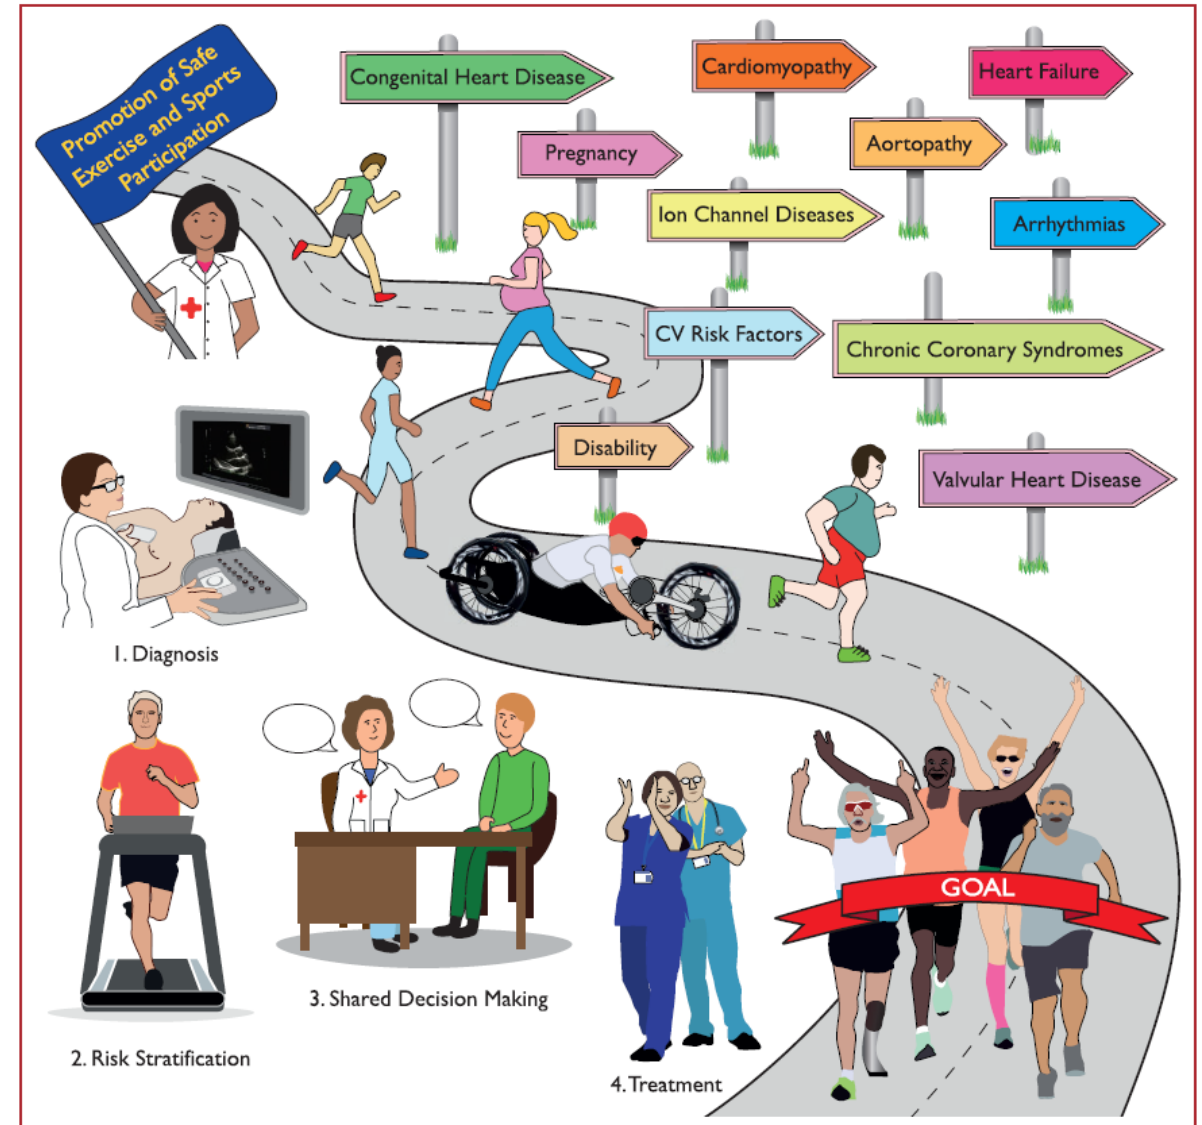 Promotion of Safe
Exercise and Sports
Participation
Congenital Heart Disease
Cardiomyopathy
Heart Failure
Pregnancy
Aortopathy
Ion Channel Diseases
Arrhythmias
CV Risk Factors
Chronic Coronary Syndromes
Disability
Valvular Heart Disease
1. Diagnosis
2. Risk Stratification
3. Shared Decision Making
4. Treatment
GOAL